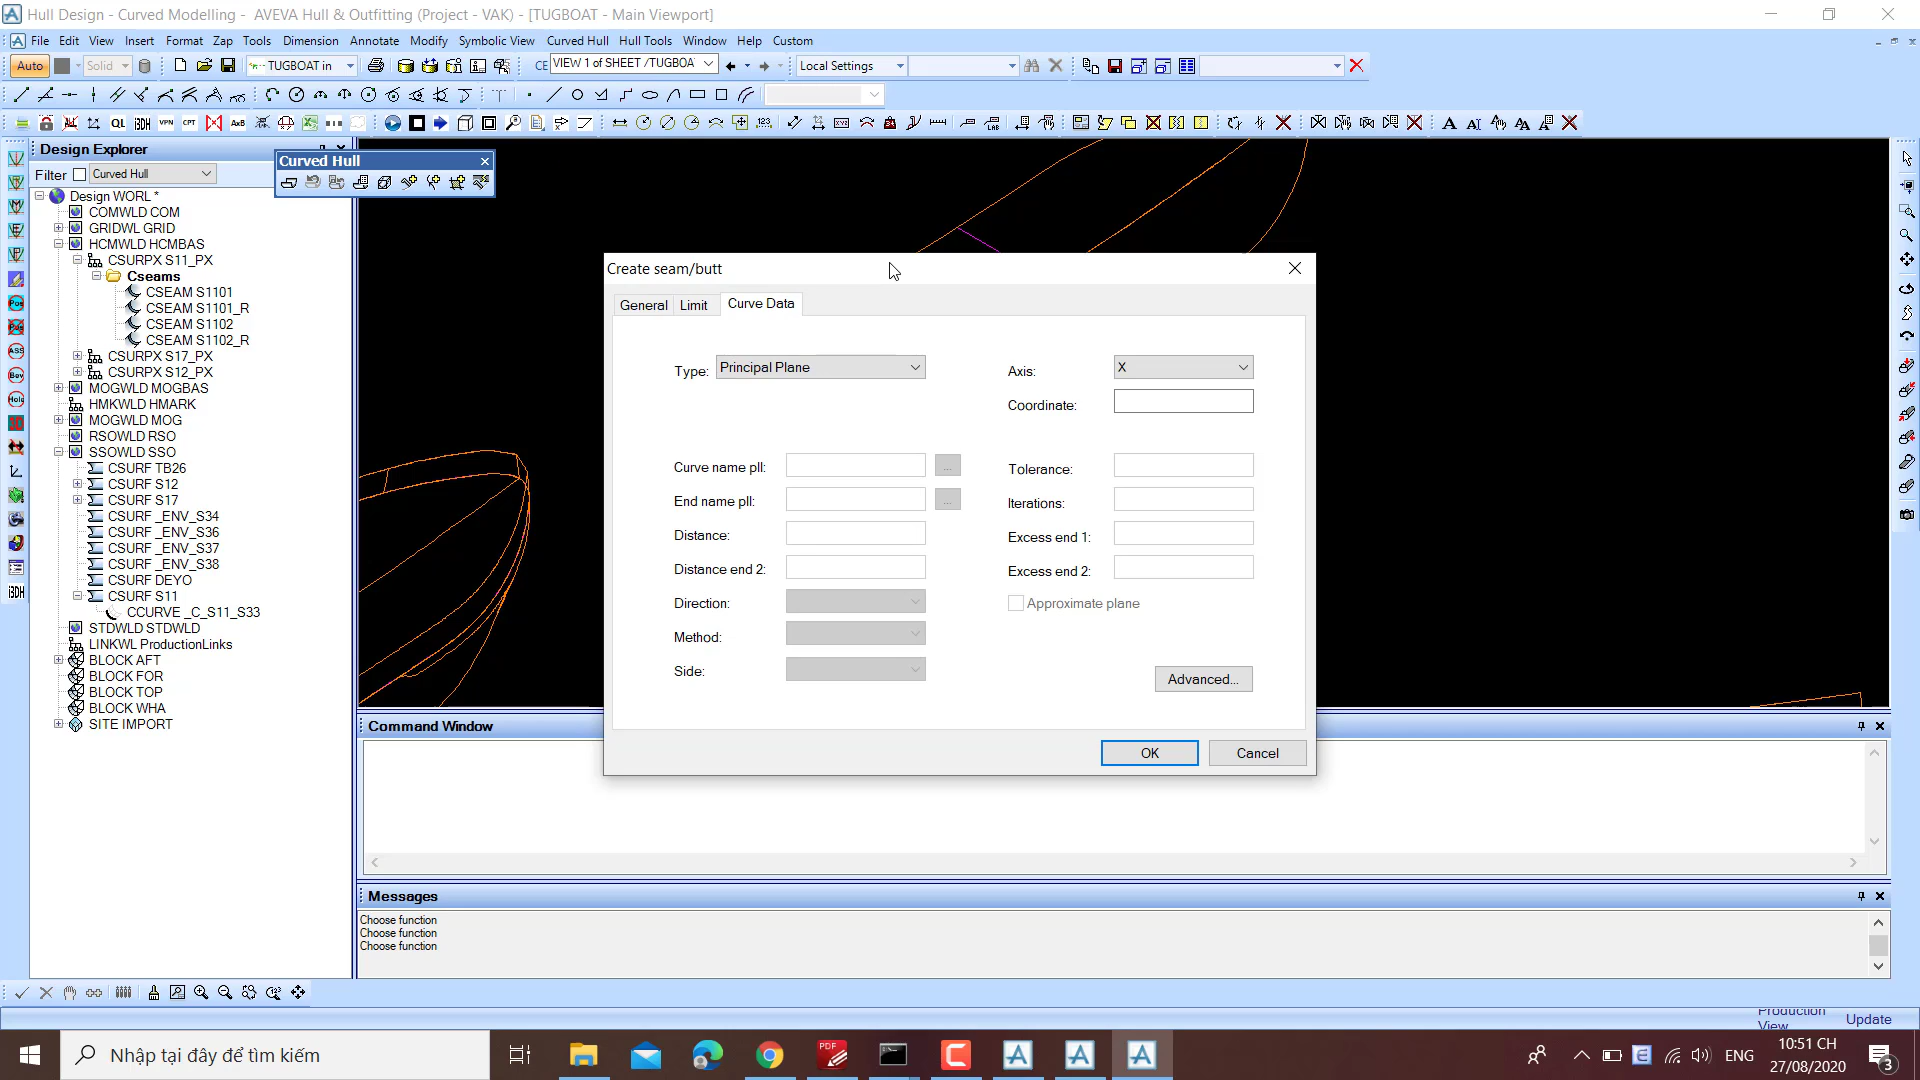 Hull Design - Curved Modelling - AVEVA Hull & Outfitting (Project - VAK) - [TUGBOAT - Main Viewport]
File Edit View Insert Format Zap Tools Dimension Annotate Modify Symbolic View Curved Hull Hull Tools Window Help Custom
Auto Solid TUGBOAT in CE VIEW 1 of SHEET /TUGBOA Local Settings
Design Explorer
Filter Curved Hull
Curved Hull
Design WORL *
COMWLD COM
GRIDWL GRID
HCMWLD HCMBAS
CSURPX S11_PX
Cseams
CSEAM S1101
CSEAM S1101_R
CSEAM S1102
CSEAM S1102_R
CSURPX S17_PX
CSURPX S12_PX
MOGWLD MOGBAS
HMKWLD HMARK
MOGWLD MOG
RSOWLD RSO
SSOWLD SSO
CSURF TB26
CSURF S12
CSURF S17
CSURF _ENV_S34
CSURF _ENV_S36
CSURF _ENV_S37
CSURF _ENV_S38
CSURF DEYO
CSURF S11
CCURVE _C_S11_S33
STDWLD STDWLD
LINKWL ProductionLinks
BLOCK AFT
BLOCK FOR
BLOCK TOP
BLOCK WHA
SITE IMPORT
Create seam/butt
General Limit Curve Data
Type: Principal Plane Axis: X
Coordinate:
Curve name pll: ... Tolerance:
End name pll: ... Iterations:
Distance: Excess end 1:
Distance end 2: Excess end 2:
Direction: Approximate plane
Method:
Side: Advanced...
OK Cancel
Command Window
Messages
Choose function
Choose function
Choose function
Production View Update
Nhập tại đây để tìm kiếm
ENG
10:51 CH
27/08/2020
3